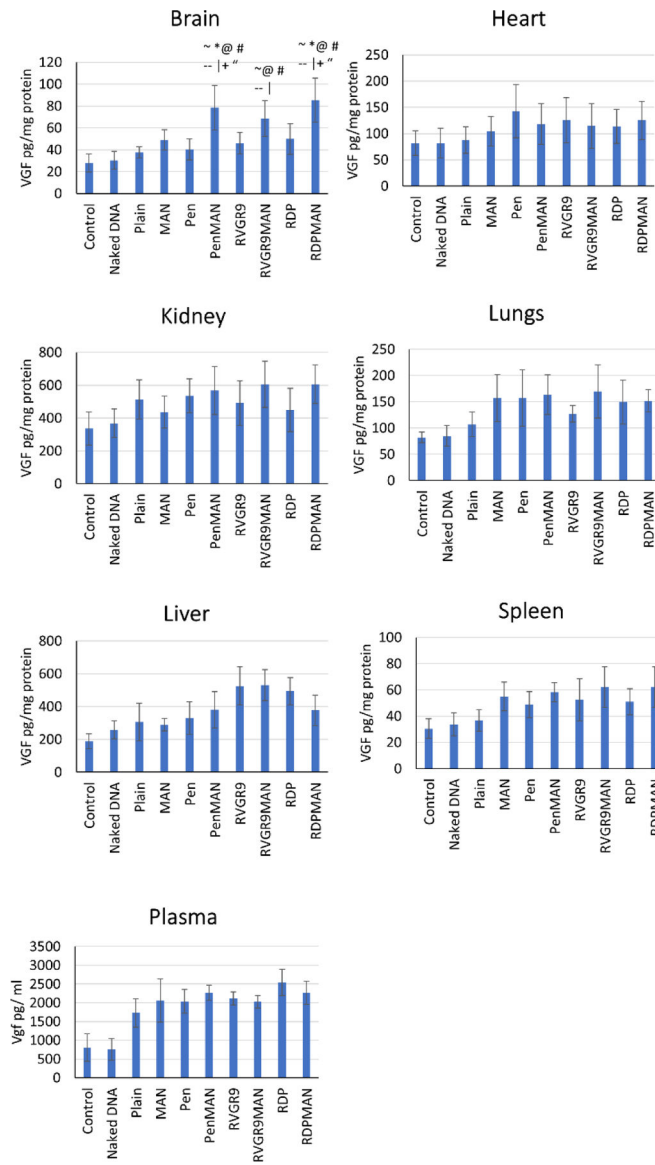 Brain
~ *@ # ~ *@ #
-- |+ “ ~@ # -- |+ “
-- |
VGF pg/mg protein
120
100
80
60
40
20
0
Control
Naked DNA
Plain
MAN
Pen
PenMAN
RVGR9
RVGR9MAN
RDP
RDPMAN
Heart
VGF pg/mg protein
250
200
150
100
50
0
Control
Naked DNA
Plain
MAN
Pen
PenMAN
RVGR9
RVGR9MAN
RDP
RDPMAN
Kidney
VGF pg/mg protein
800
600
400
200
0
Control
Naked DNA
Plain
MAN
Pen
PenMAN
RVGR9
RVGR9MAN
RDP
RDPMAN
Lungs
VGF pg/mg protein
250
200
150
100
50
0
Control
Naked DNA
Plain
MAN
Pen
PenMAN
RVGR9
RVGR9MAN
RDP
RDPMAN
Liver
VGF pg/mg protein
800
600
400
200
0
Control
Naked DNA
Plain
MAN
Pen
PenMAN
RVGR9
RVGR9MAN
RDP
RDPMAN
Spleen
VGF pg/mg protein
100
80
60
40
20
0
Control
Naked DNA
Plain
MAN
Pen
PenMAN
RVGR9
RVGR9MAN
RDP
RDPMAN
Plasma
Vgf pg/ ml
3500
3000
2500
2000
1500
1000
500
0
Control
Naked DNA
Plain
MAN
Pen
PenMAN
RVGR9
RVGR9MAN
RDP
RDPMAN